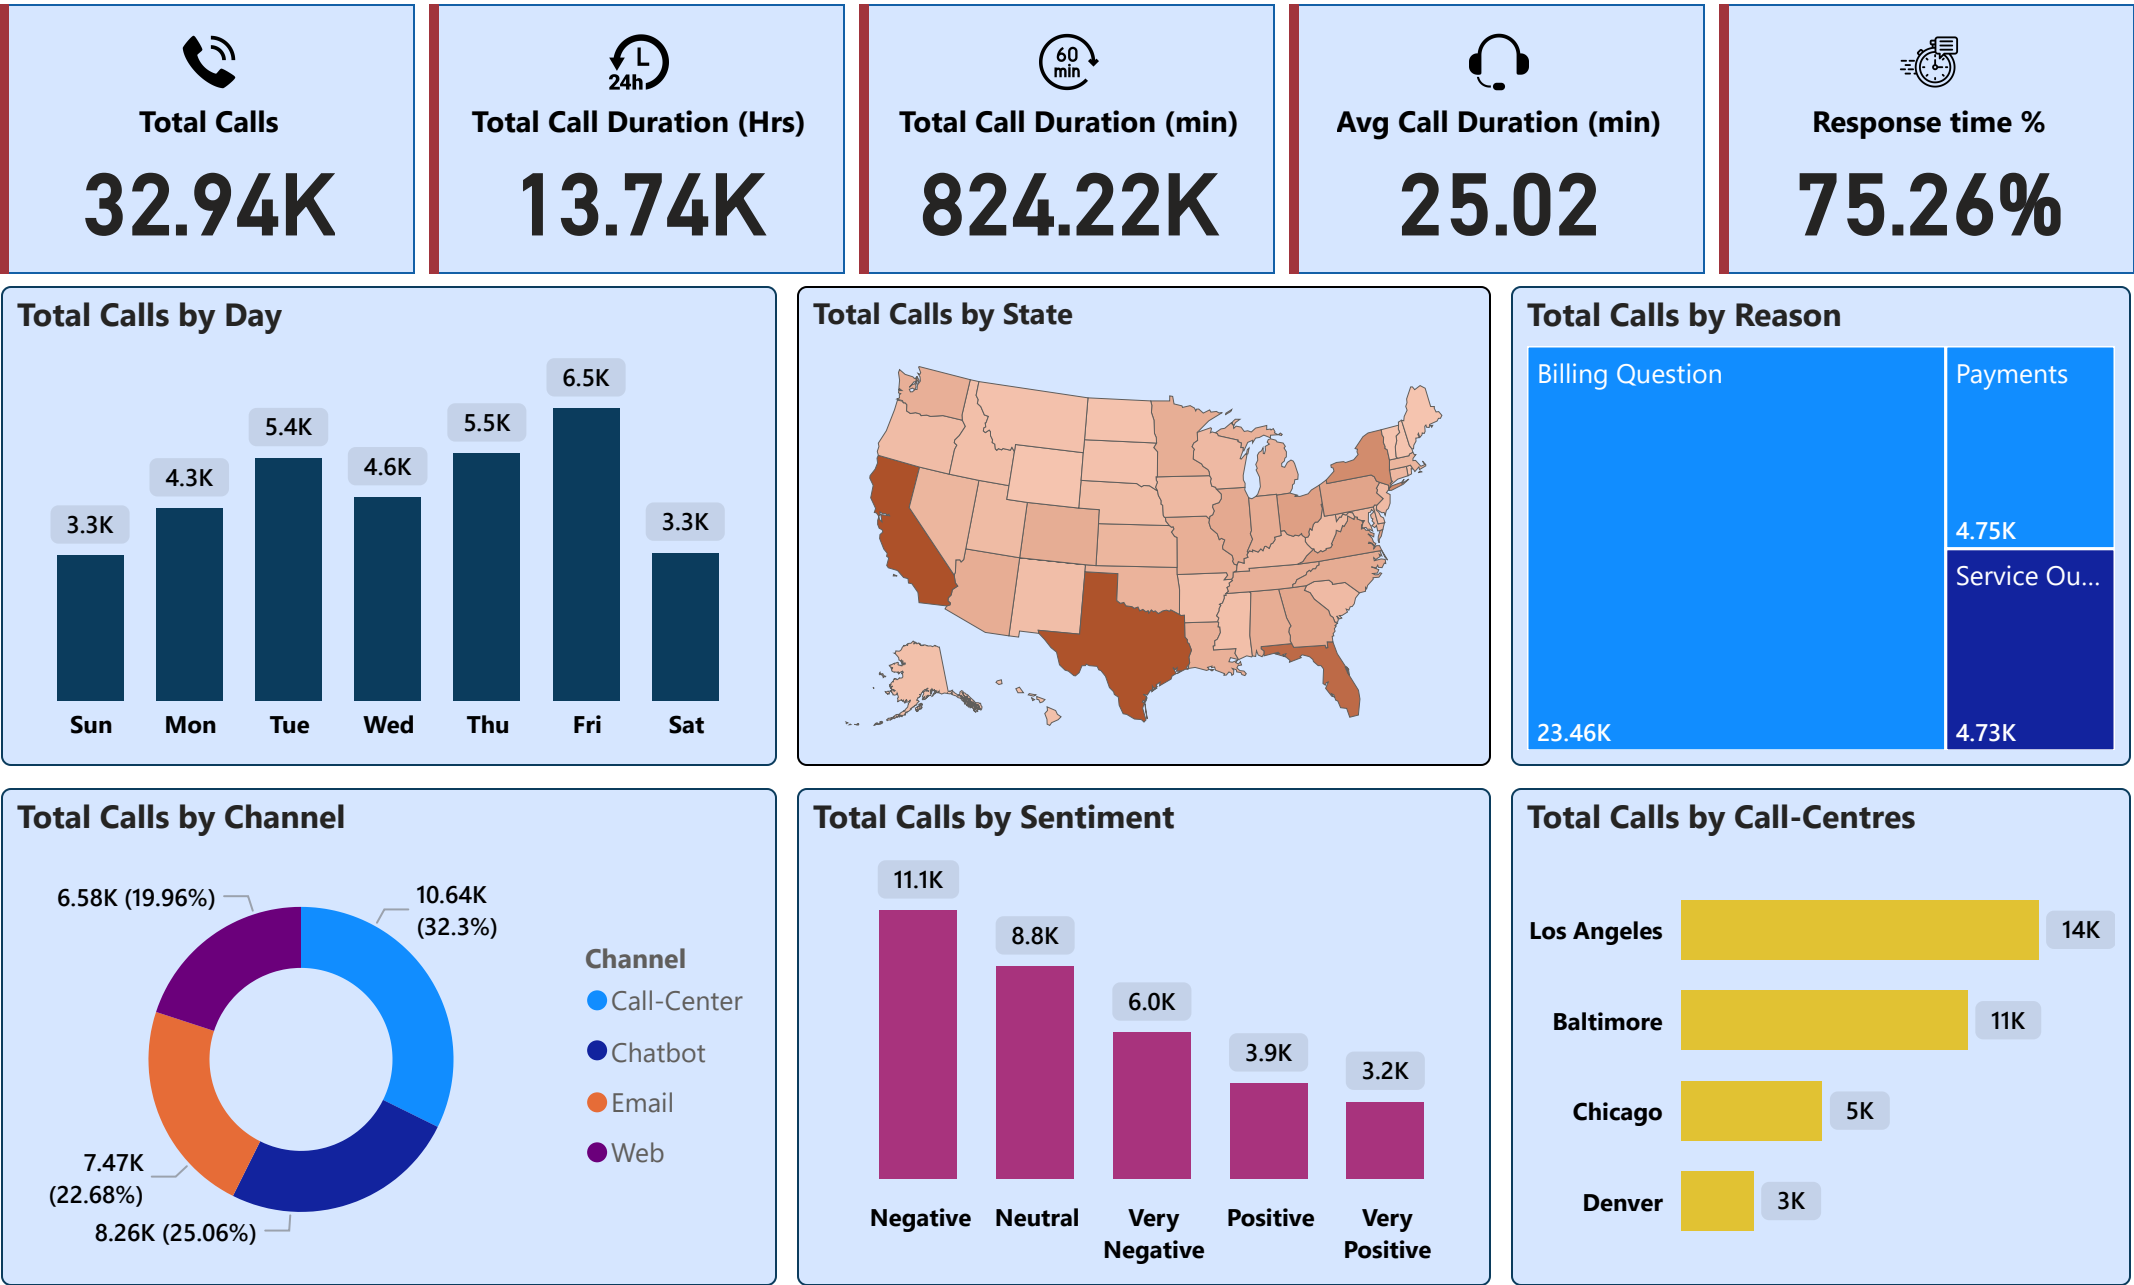 24h
60
min
Total Calls
Total Call Duration (Hrs)
Total Call Duration (min)
Avg Call Duration (min)
Response time %
32.94K
13.74K
824.22K
25.02
75.26%
Total Calls by Day
3.3K
4.3K
5.4K
4.6K
5.5K
6.5K
3.3K
Sun
Mon
Tue
Wed
Thu
Fri
Sat
Total Calls by State
Total Calls by Reason
Billing Question
23.46K
Payments
4.75K
Service Ou...
4.73K
Total Calls by Channel
6.58K (19.96%)
10.64K
(32.3%)
7.47K
(22.68%)
8.26K (25.06%)
Channel
Call-Center
Chatbot
Email
Web
Total Calls by Sentiment
11.1K
8.8K
6.0K
3.9K
3.2K
Negative
Neutral
Very
Negative
Positive
Very
Positive
Total Calls by Call-Centres
Los Angeles
14K
Baltimore
11K
Chicago
5K
Denver
3K